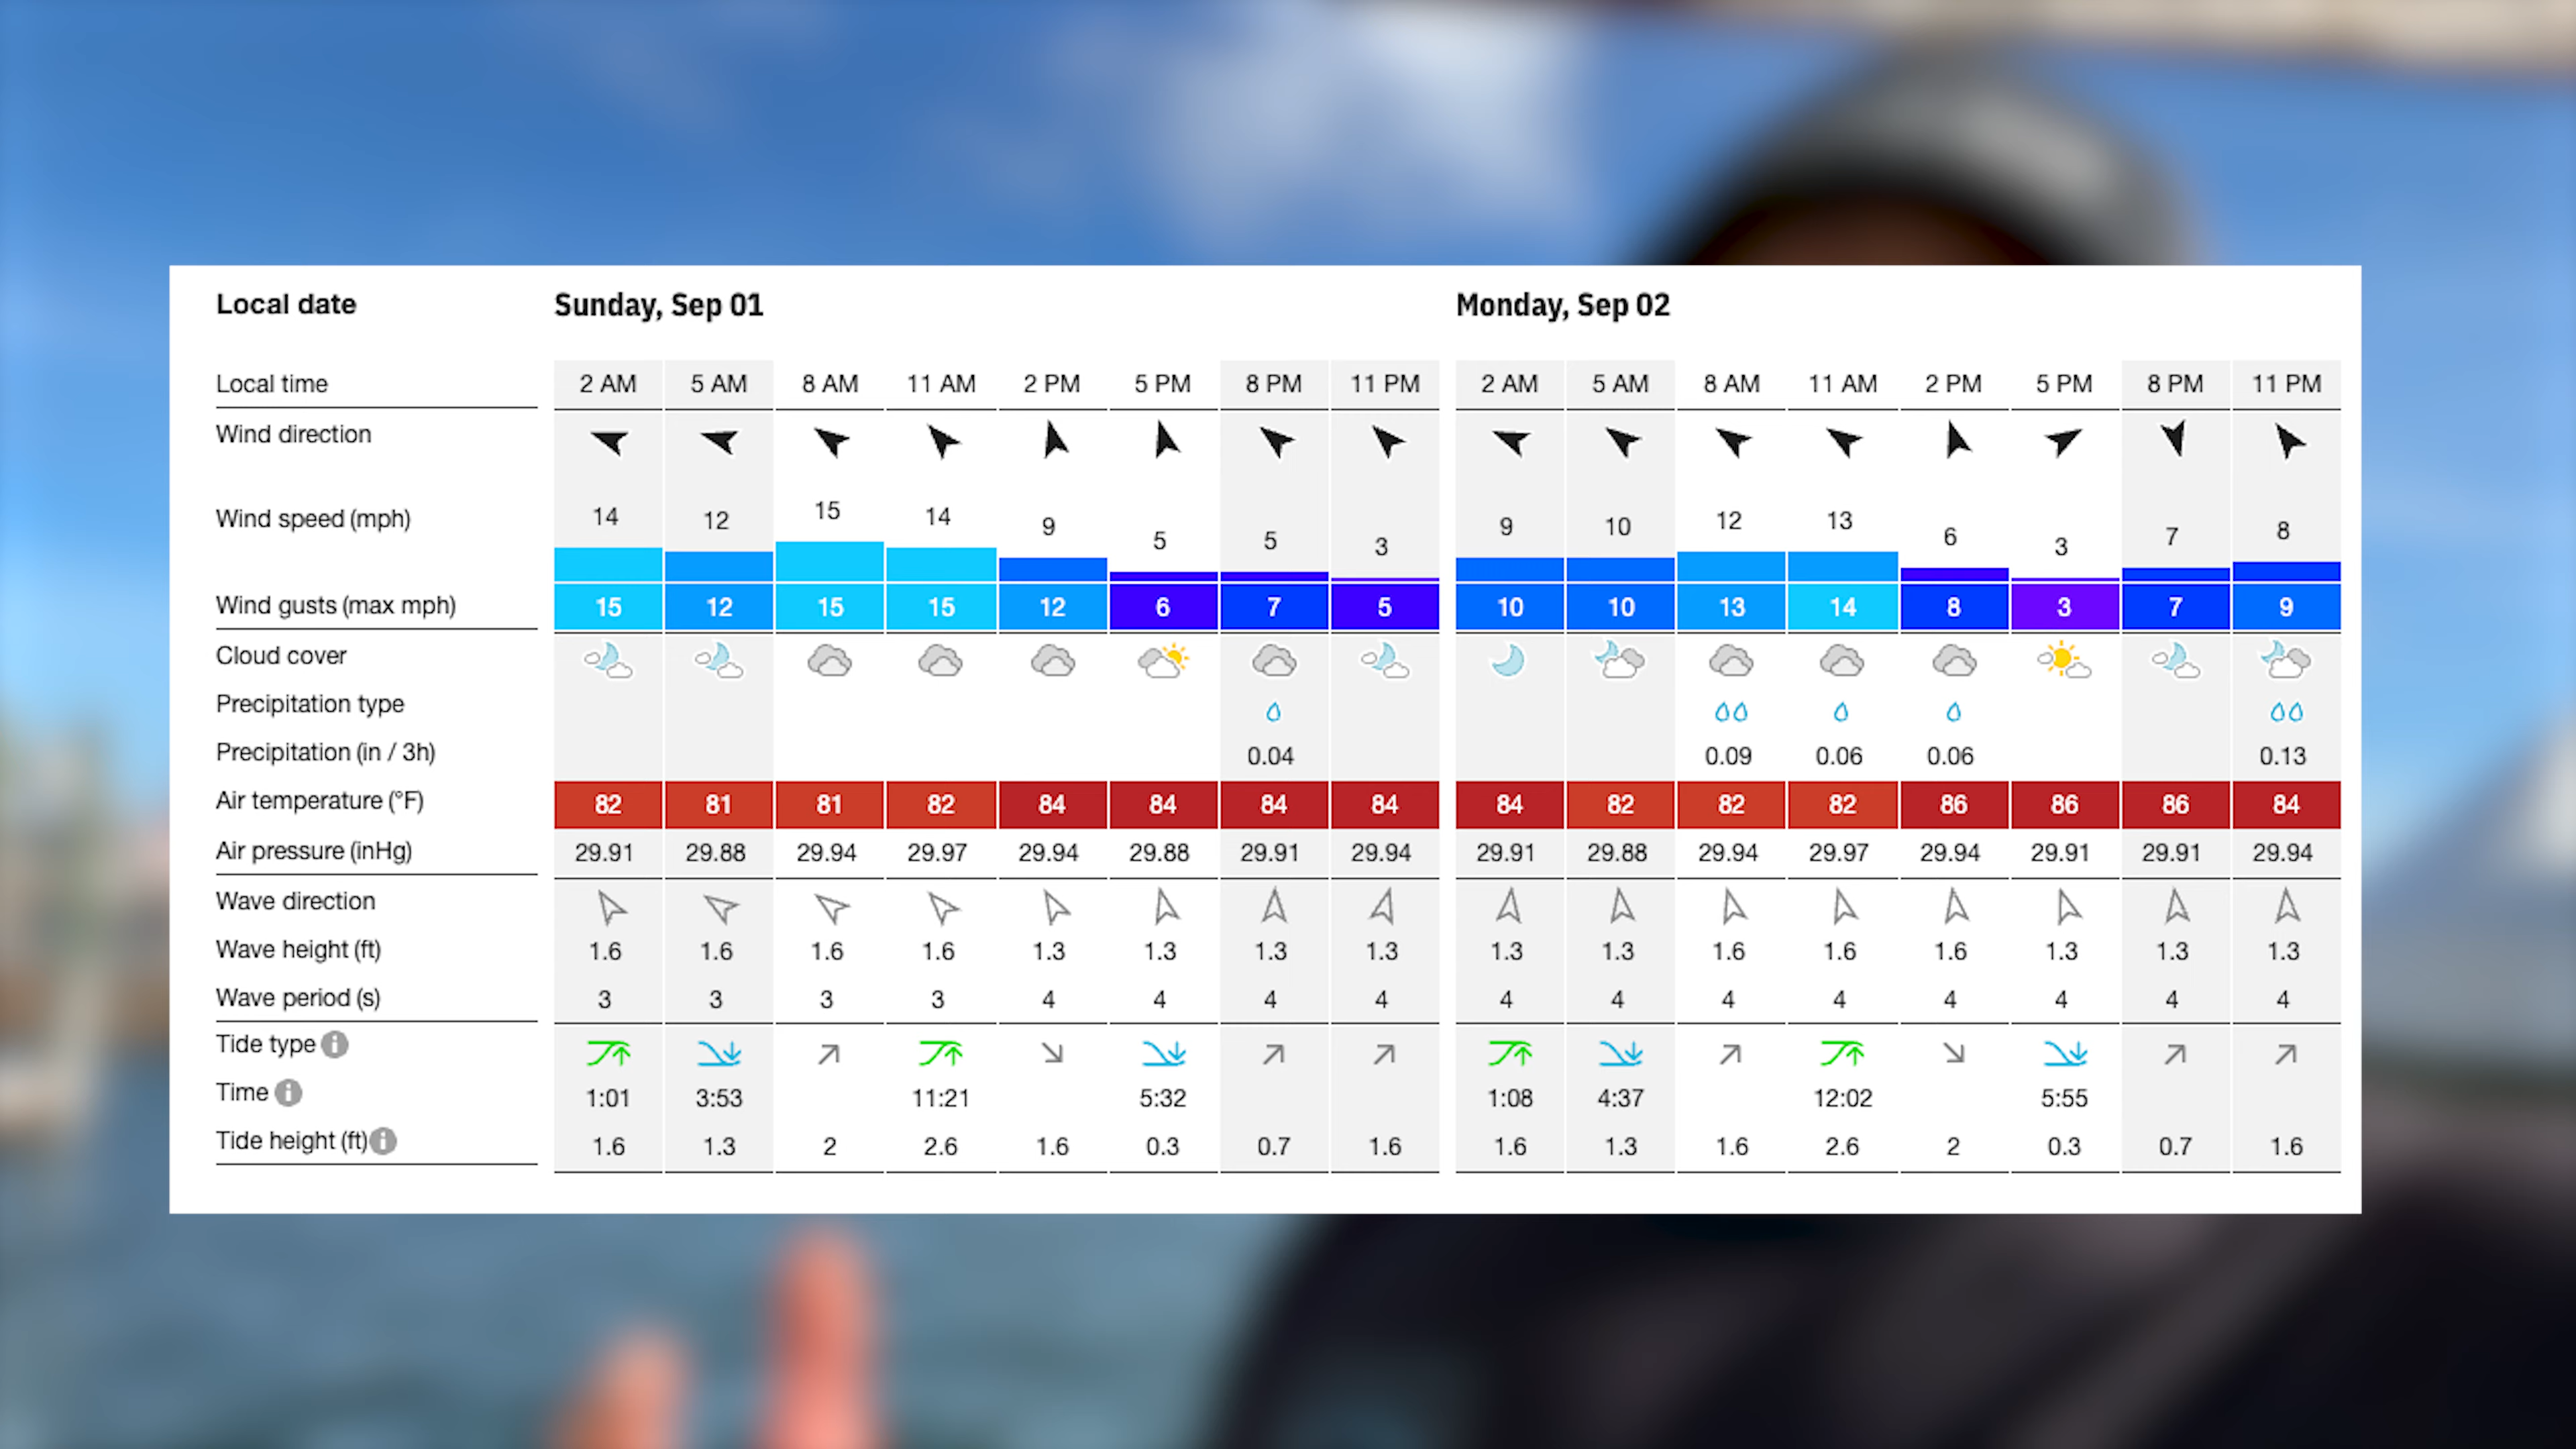 Local date Sunday, Sep 01 Monday, Sep 02
Local time 2 AM 5 AM 8 AM 11 AM 2 PM 5 PM 8 PM 11 PM 2 AM 5 AM 8 AM 11 AM 2 PM 5 PM 8 PM 11 PM
Wind direction
Wind speed (mph) 14 12 15 14 9 5 5 3 9 10 12 13 6 3 7 8
Wind gusts (max mph) 15 12 15 15 12 6 7 5 10 10 13 14 8 3 7 9
Cloud cover
Precipitation type
Precipitation (in / 3h) 0.04 0.09 0.06 0.06 0.13
Air temperature (°F) 82 81 81 82 84 84 84 84 84 82 82 82 86 86 86 84
Air pressure (inHg) 29.91 29.88 29.94 29.97 29.94 29.88 29.91 29.94 29.91 29.88 29.94 29.97 29.94 29.91 29.91 29.94
Wave direction
Wave height (ft) 1.6 1.6 1.6 1.6 1.3 1.3 1.3 1.3 1.3 1.3 1.6 1.6 1.6 1.3 1.3 1.3
Wave period (s) 3 3 3 3 4 4 4 4 4 4 4 4 4 4 4 4
Tide type i
Time i 1:01 3:53 11:21 5:32 1:08 4:37 12:02 5:55
Tide height (ft) i 1.6 1.3 2 2.6 1.6 0.3 0.7 1.6 1.6 1.3 1.6 2.6 2 0.3 0.7 1.6